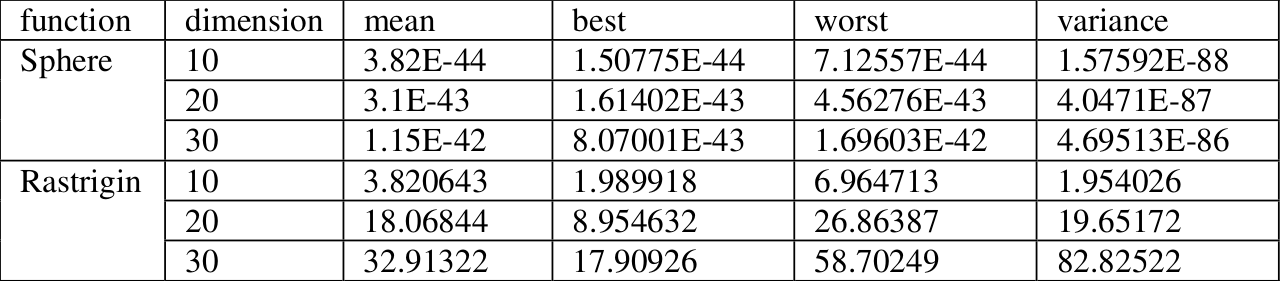 function dimension mean best worst variance
Sphere 10 3.82E-44 1.50775E-44 7.12557E-44 1.57592E-88
20 3.1E-43 1.61402E-43 4.56276E-43 4.0471E-87
30 1.15E-42 8.07001E-43 1.69603E-42 4.69513E-86
Rastrigin 10 3.820643 1.989918 6.964713 1.954026
20 18.06844 8.954632 26.86387 19.65172
30 32.91322 17.90926 58.70249 82.82522